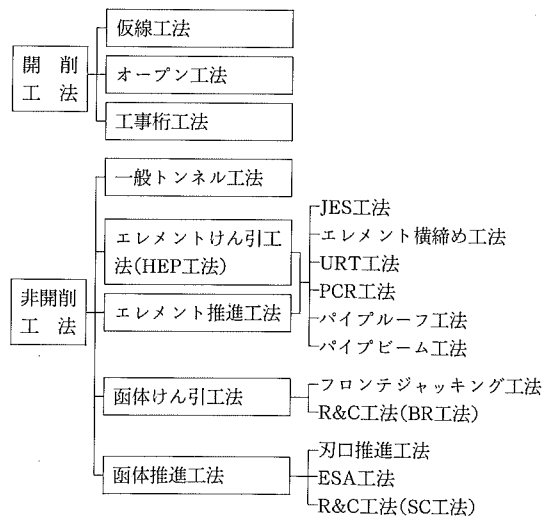 開削
工法
仮線工法
オープン工法
工事桁工法
非開削
工法
一般トンネル工法
エレメントけん引工
法(HEP工法)
エレメント推進工法
JES工法
エレメント横締め工法
URT工法
PCR工法
パイプルーフ工法
パイプビーム工法
函体けん引工法
フロンテジャッキング工法
R&C工法(BR工法)
函体推進工法
刃口推進工法
ESA工法
R&C工法(SC工法)